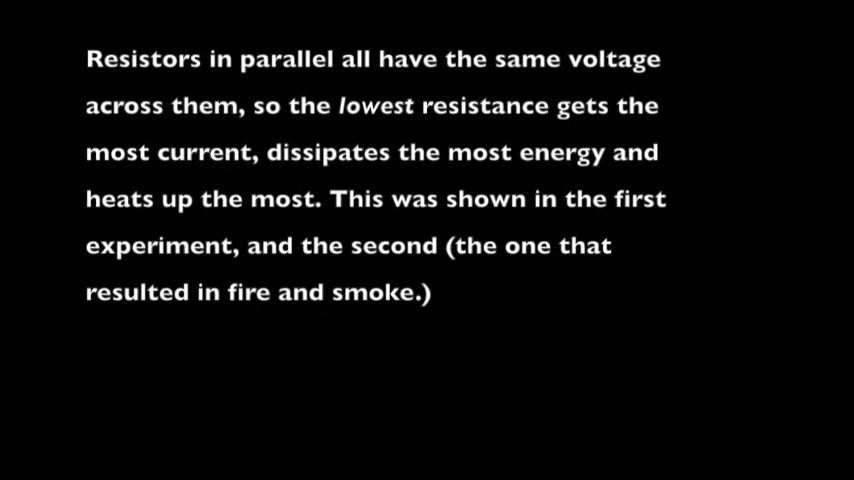 Resistors in parallel all have the same voltage
across them, so the lowest resistance gets the
most current, dissipates the most energy and
heats up the most. This was shown in the first
experiment, and the second (the one that
resulted in fire and smoke.)